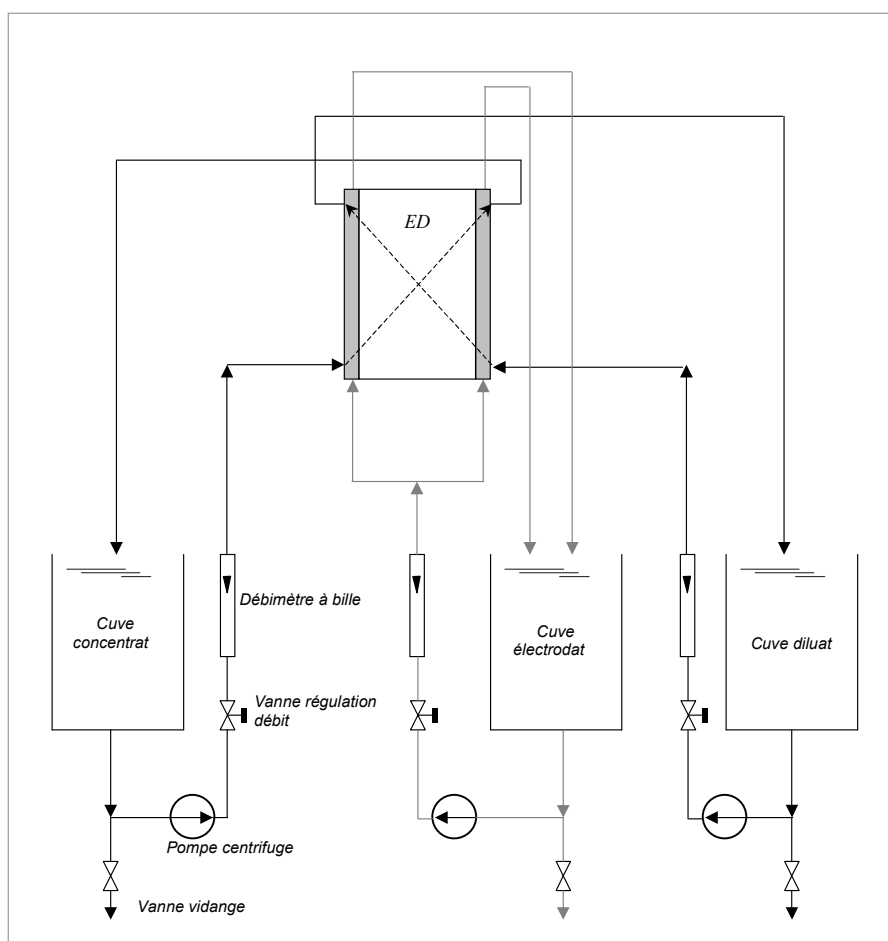 ED
Débimètre à bille
Cuve
concentrat
Cuve
électrodat
Cuve diluat
Vanne régulation
débit
Pompe centrifuge
Vanne vidange